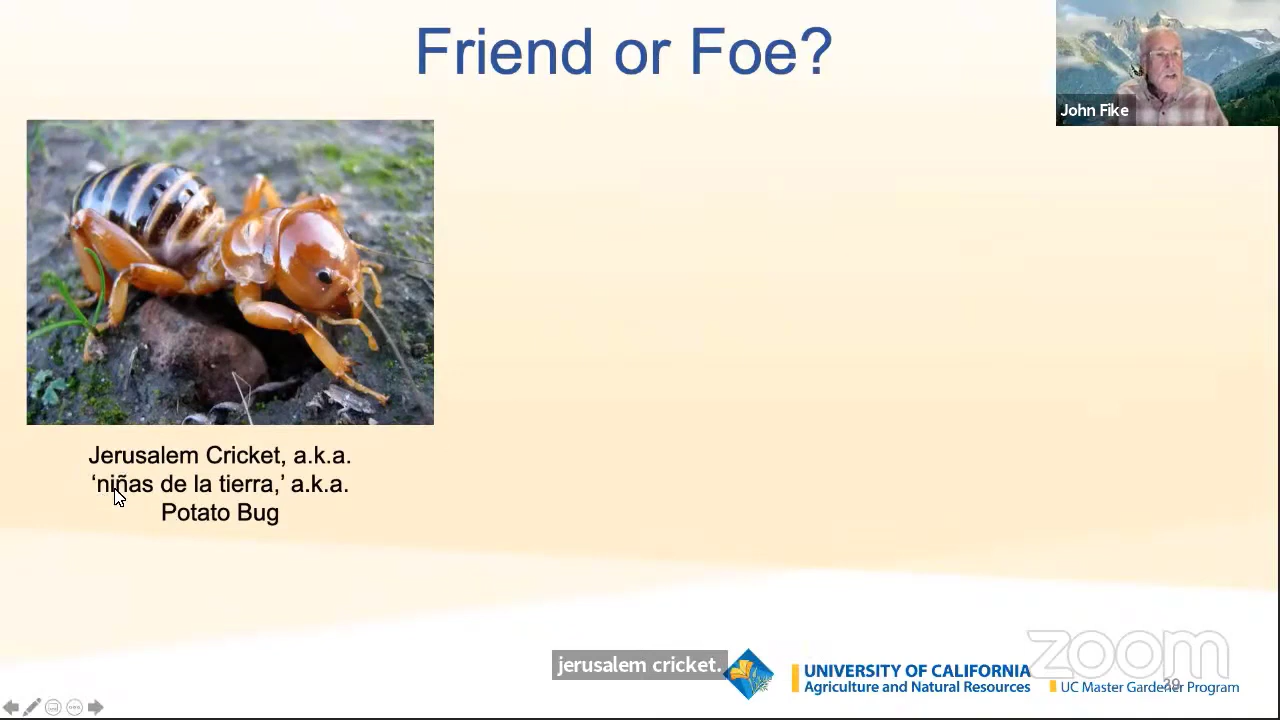 Friend or Foe?
John Fike
Jerusalem Cricket, a.k.a.
‘niñas de la tierra,’ a.k.a.
Potato Bug
jerusalem cricket.
UNIVERSITY OF CALIFORNIA
Agriculture and Natural Resources
UC Master Gardener Program
zoom
29